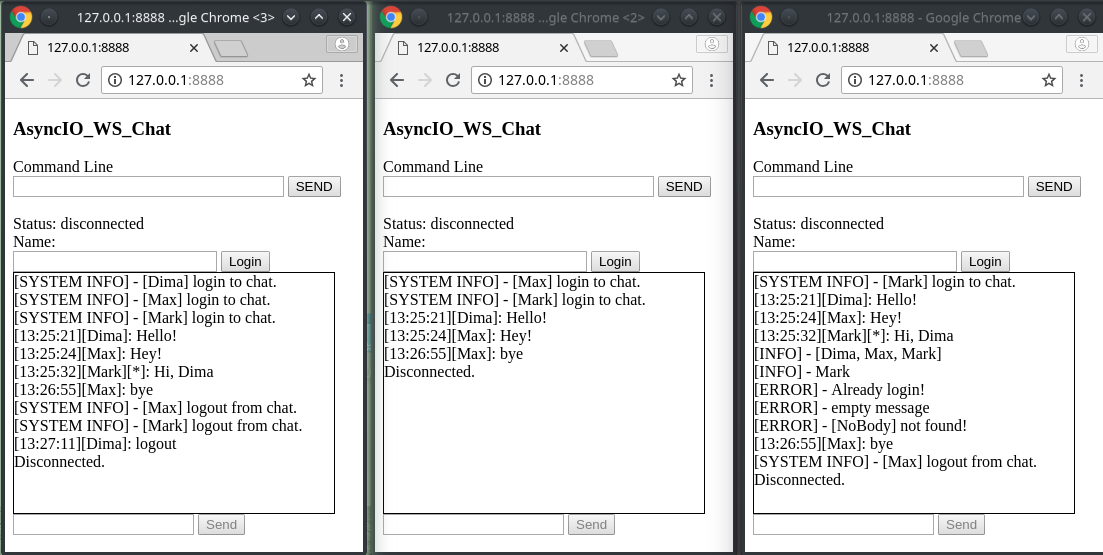 127.0.0.1:8888 ...gle Chrome <3>
127.0.0.1:8888
127.0.0.1:8888
AsyncIO_WS_Chat
Command Line
SEND
Status: disconnected
Name:
Login
[SYSTEM INFO] - [Dima] login to chat.
[SYSTEM INFO] - [Max] login to chat.
[SYSTEM INFO] - [Mark] login to chat.
[13:25:21][Dima]: Hello!
[13:25:24][Max]: Hey!
[13:25:32][Mark][*]: Hi, Dima
[13:26:55][Max]: bye
[SYSTEM INFO] - [Max] logout from chat.
[SYSTEM INFO] - [Mark] logout from chat.
[13:27:11][Dima]: logout
Disconnected.
Send
127.0.0.1:8888 ...gle Chrome <2>
127.0.0.1:8888
127.0.0.1:8888
AsyncIO_WS_Chat
Command Line
SEND
Status: disconnected
Name:
Login
[SYSTEM INFO] - [Max] login to chat.
[SYSTEM INFO] - [Mark] login to chat.
[13:25:21][Dima]: Hello!
[13:25:24][Max]: Hey!
[13:26:55][Max]: bye
Disconnected.
Send
127.0.0.1:8888 - Google Chrome
127.0.0.1:8888
127.0.0.1:8888
AsyncIO_WS_Chat
Command Line
SEND
Status: disconnected
Name:
Login
[SYSTEM INFO] - [Mark] login to chat.
[13:25:21][Dima]: Hello!
[13:25:24][Max]: Hey!
[13:25:32][Mark][*]: Hi, Dima
[INFO] - [Dima, Max, Mark]
[INFO] - Mark
[ERROR] - Already login!
[ERROR] - empty message
[ERROR] - [NoBody] not found!
[13:26:55][Max]: bye
[SYSTEM INFO] - [Max] logout from chat.
Disconnected.
Send